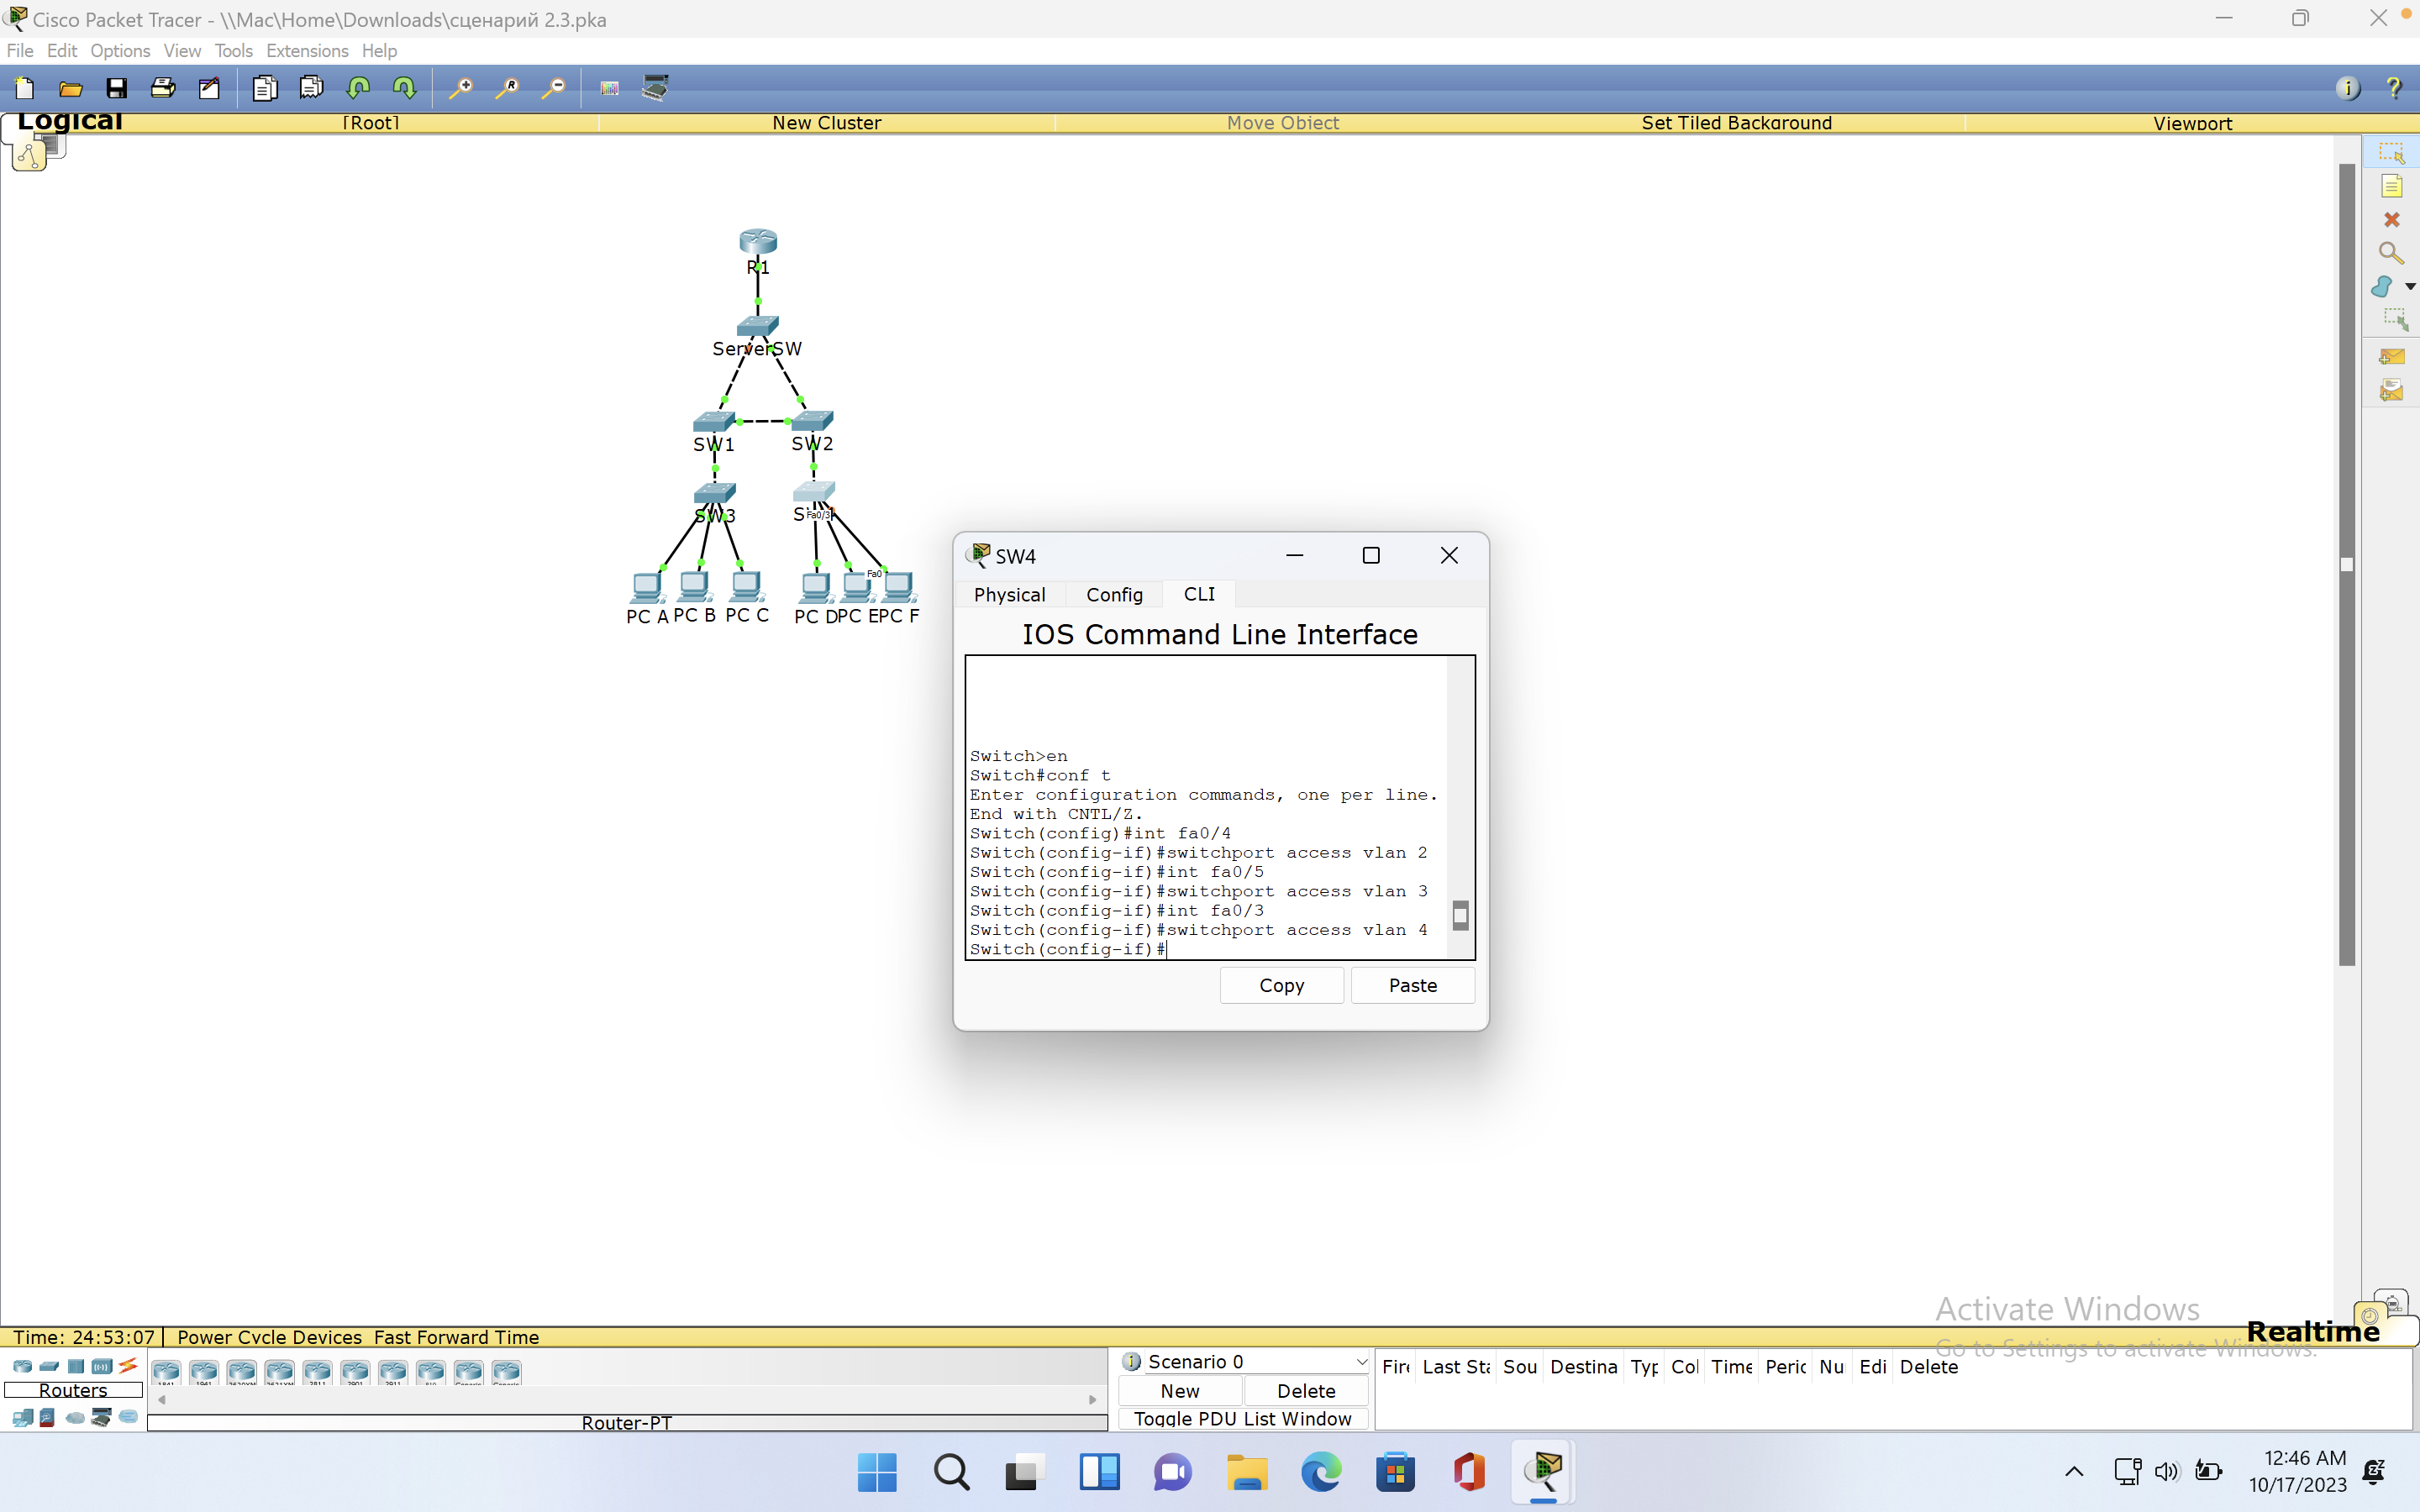 Cisco Packet Tracer - \\Mac\Home\Downloads\сценарий 2.3.pka
File Edit Options View Tools Extensions Help
Logical [Root] New Cluster Move Object Set Tiled Background Viewport
R1
ServerSW
SW1 SW2
SW3 Fa0/3
Fa0
PC A PC B PC C PC D PC E PC F
SW4
Physical Config CLI
IOS Command Line Interface
Switch>en
Switch#conf t
Enter configuration commands, one per line.
End with CNTL/Z.
Switch(config)#int fa0/4
Switch(config-if)#switchport access vlan 2
Switch(config-if)#int fa0/5
Switch(config-if)#switchport access vlan 3
Switch(config-if)#int fa0/3
Switch(config-if)#switchport access vlan 4
Switch(config-if)#
Copy Paste
Activate Windows
Go to Settings to activate Windows.
Time: 24:53:07 Power Cycle Devices Fast Forward Time Realtime
Scenario 0
Fire Last Sta Sou Destina Typ Col Time Peric Nu Edi Delete
Routers
New Delete
Toggle PDU List Window
Router-PT
12:46 AM
10/17/2023